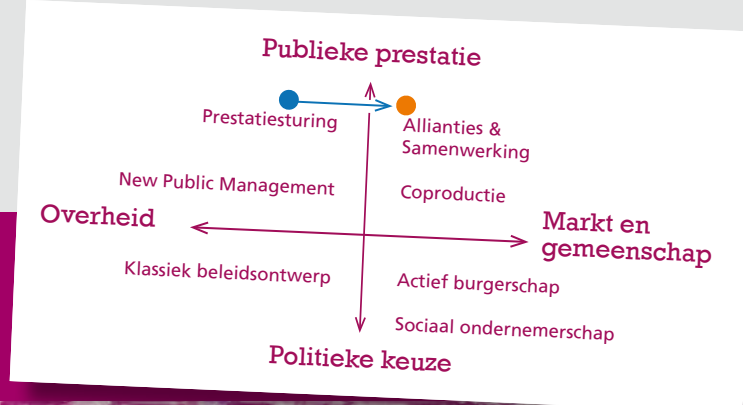 Publieke prestatie
Prestatiesturing
Allianties &
Samenwerking
New Public Management
Coproductie
Overheid
Markt en
gemeenschap
Klassiek beleidsontwerp
Actief burgerschap
Sociaal ondernemerschap
Politieke keuze